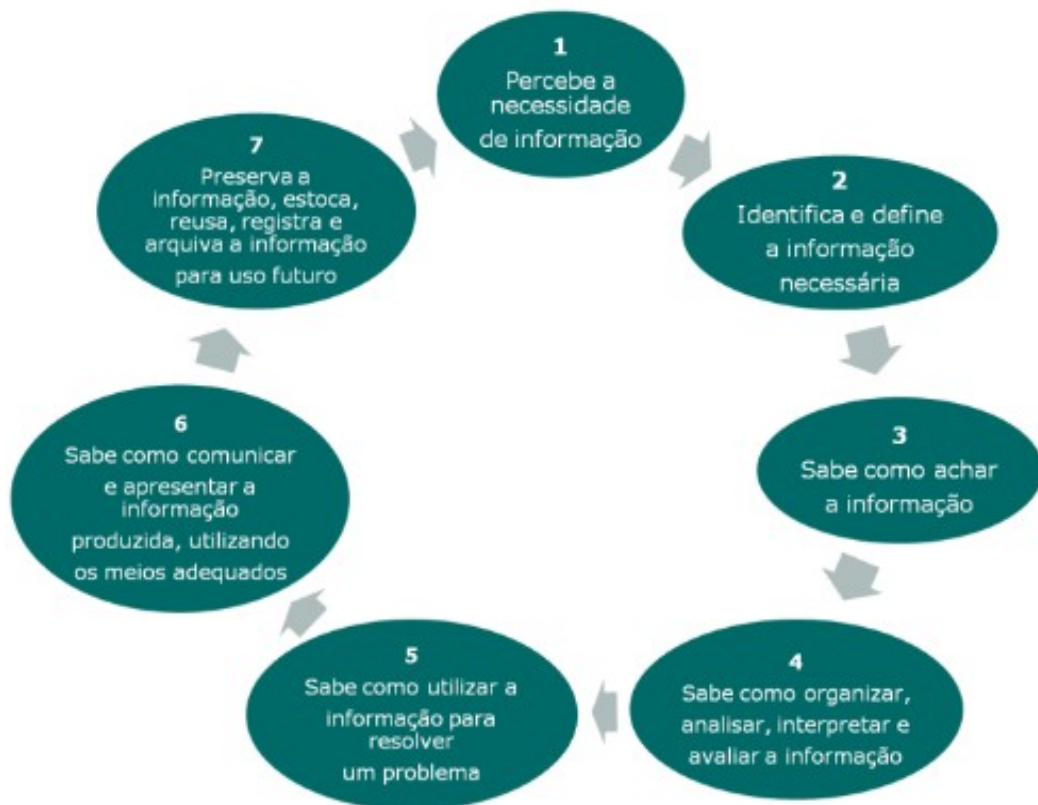 1
Percebe a
necessidade
de informação
2
Identifica e define
a informação
necessária
3
Sabe como achar
a informação
4
Sabe como organizar,
analisar, interpretar e
avaliar a informação
5
Sabe como utilizar a
informação para
resolver
um problema
6
Sabe como comunicar
e apresentar a
informação
produzida, utilizando
os meios adequados
7
Preserva a
informação, estoca,
reusa, registra e
arquiva a informação
para uso futuro